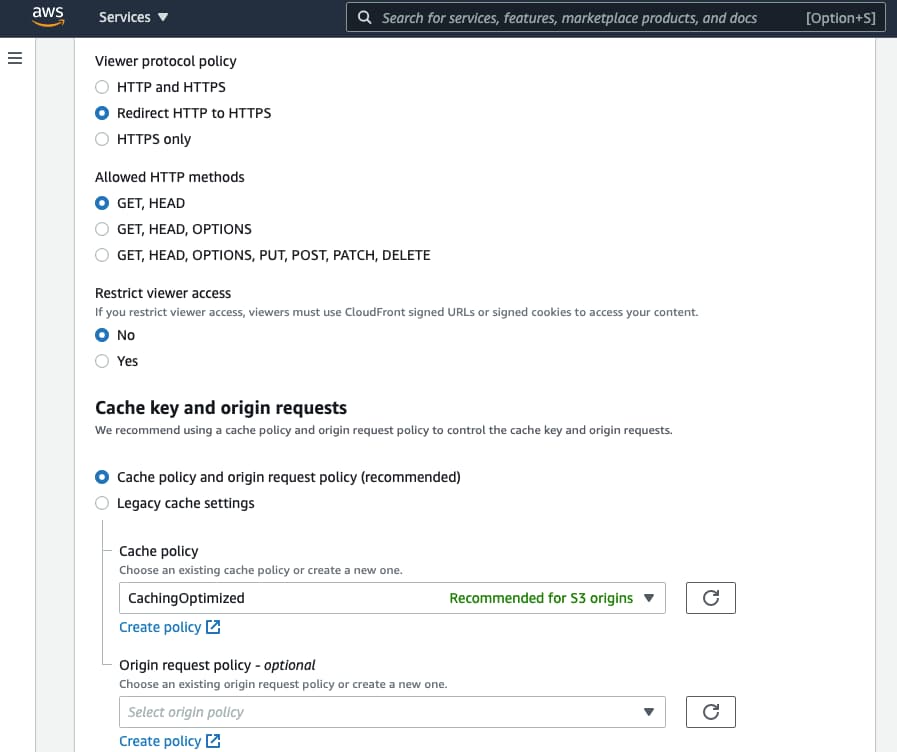 aws
Services ▼
Search for services, features, marketplace products, and docs
[Option+S]
Viewer protocol policy
HTTP and HTTPS
Redirect HTTP to HTTPS
HTTPS only
Allowed HTTP methods
GET, HEAD
GET, HEAD, OPTIONS
GET, HEAD, OPTIONS, PUT, POST, PATCH, DELETE
Restrict viewer access
If you restrict viewer access, viewers must use CloudFront signed URLs or signed cookies to access your content.
No
Yes
Cache key and origin requests
We recommend using a cache policy and origin request policy to control the cache key and origin requests.
Cache policy and origin request policy (recommended)
Legacy cache settings
Cache policy
Choose an existing cache policy or create a new one.
CachingOptimized
Recommended for S3 origins
Create policy
Origin request policy - optional
Choose an existing origin request policy or create a new one.
Select origin policy
Create policy